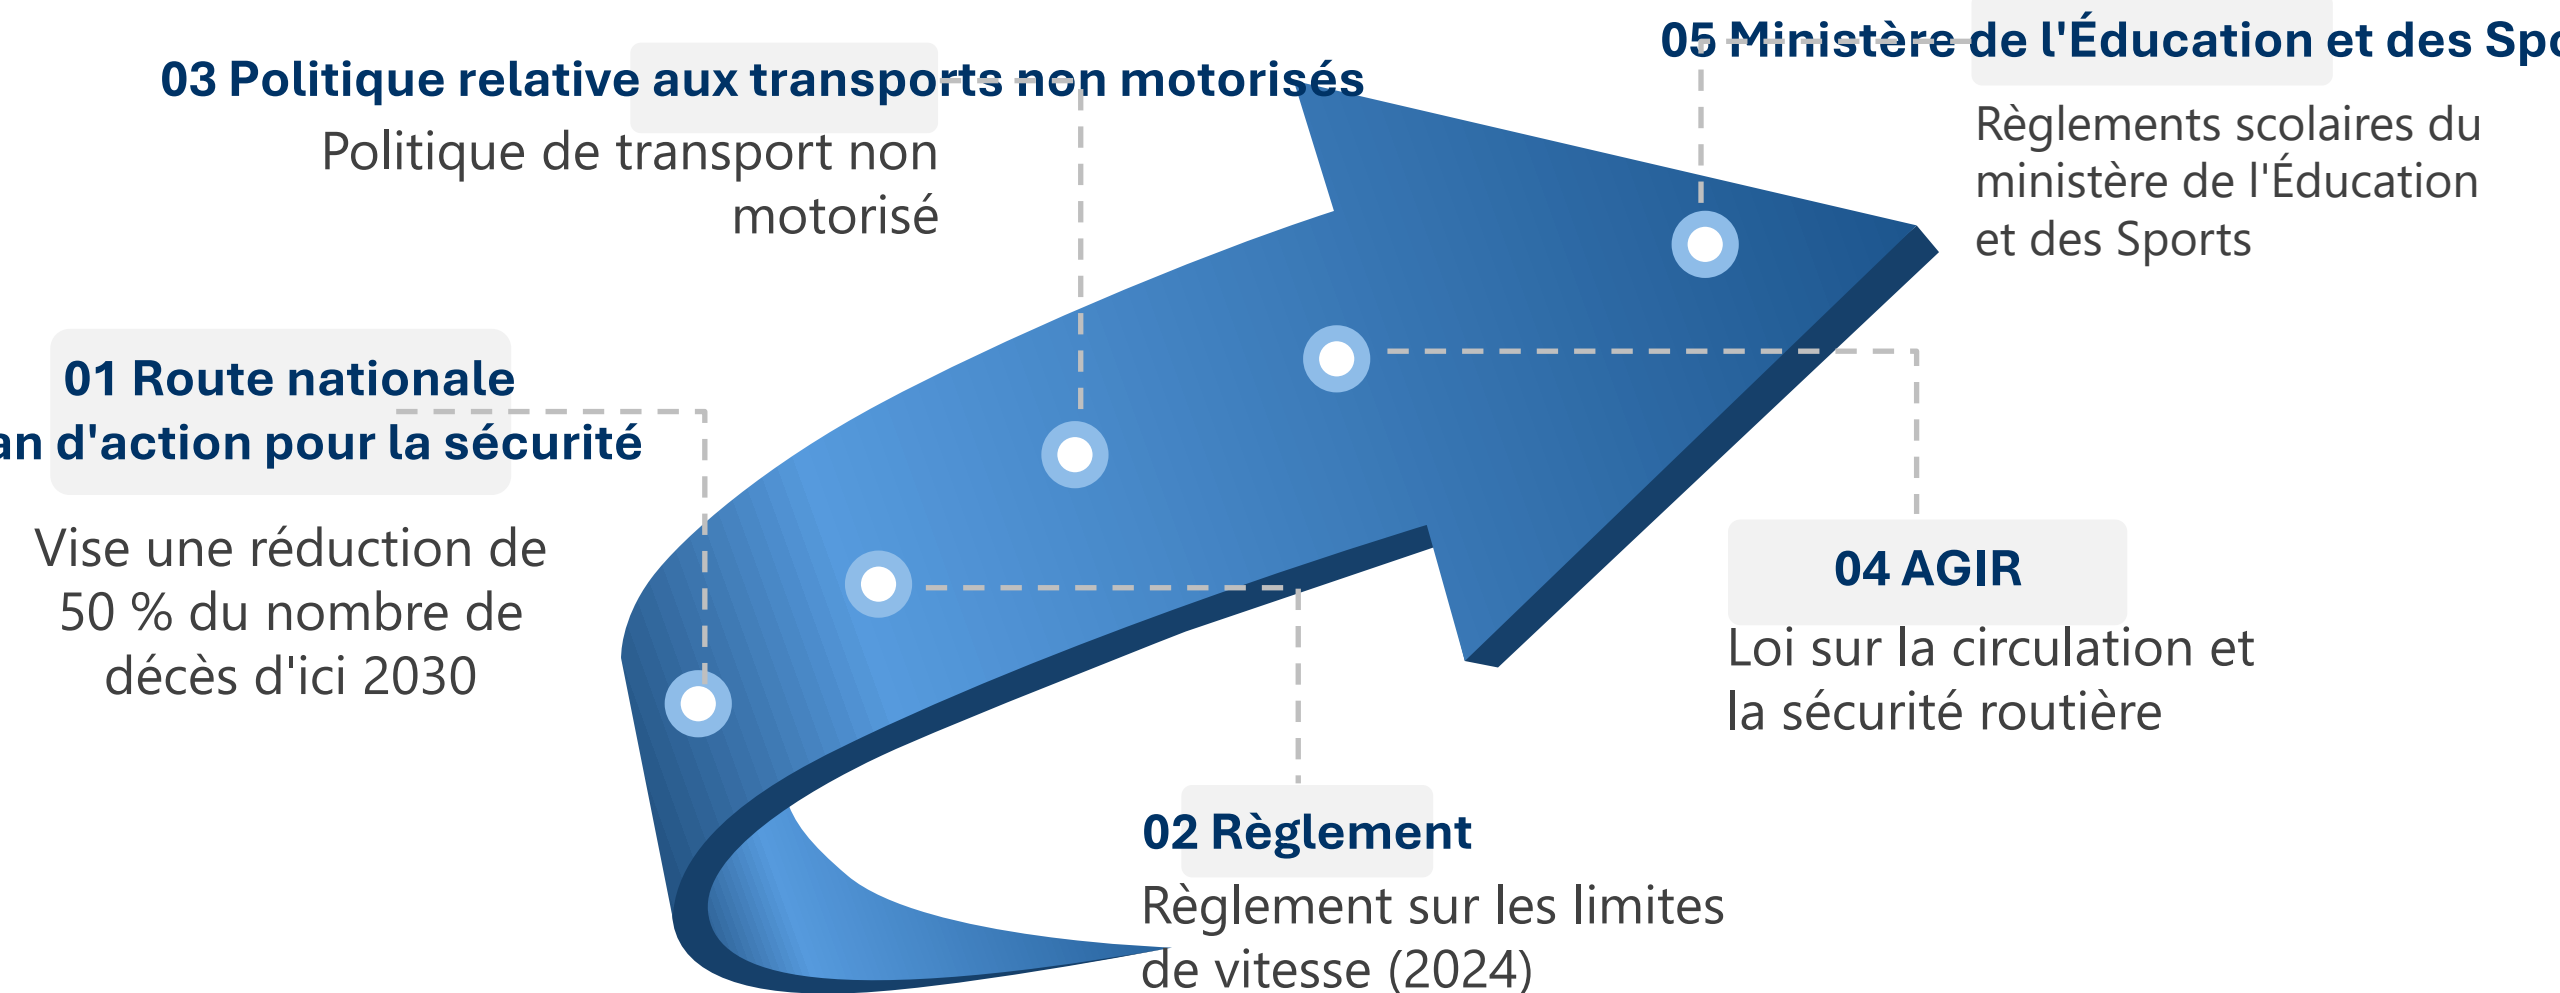 01 Route nationale
d'action pour la sécurité
Vise une réduction de
50 % du nombre de
décès d'ici 2030
02 Règlement
Règlement sur les limites
de vitesse (2024)
03 Politique relative aux transports non motorisés
Politique de transport non
motorisé
04 AGIR
Loi sur la circulation et
la sécurité routière
05 Ministère de l'Éducation et des
Règlements scolaires du
ministère de l'Éducation
et des Sports